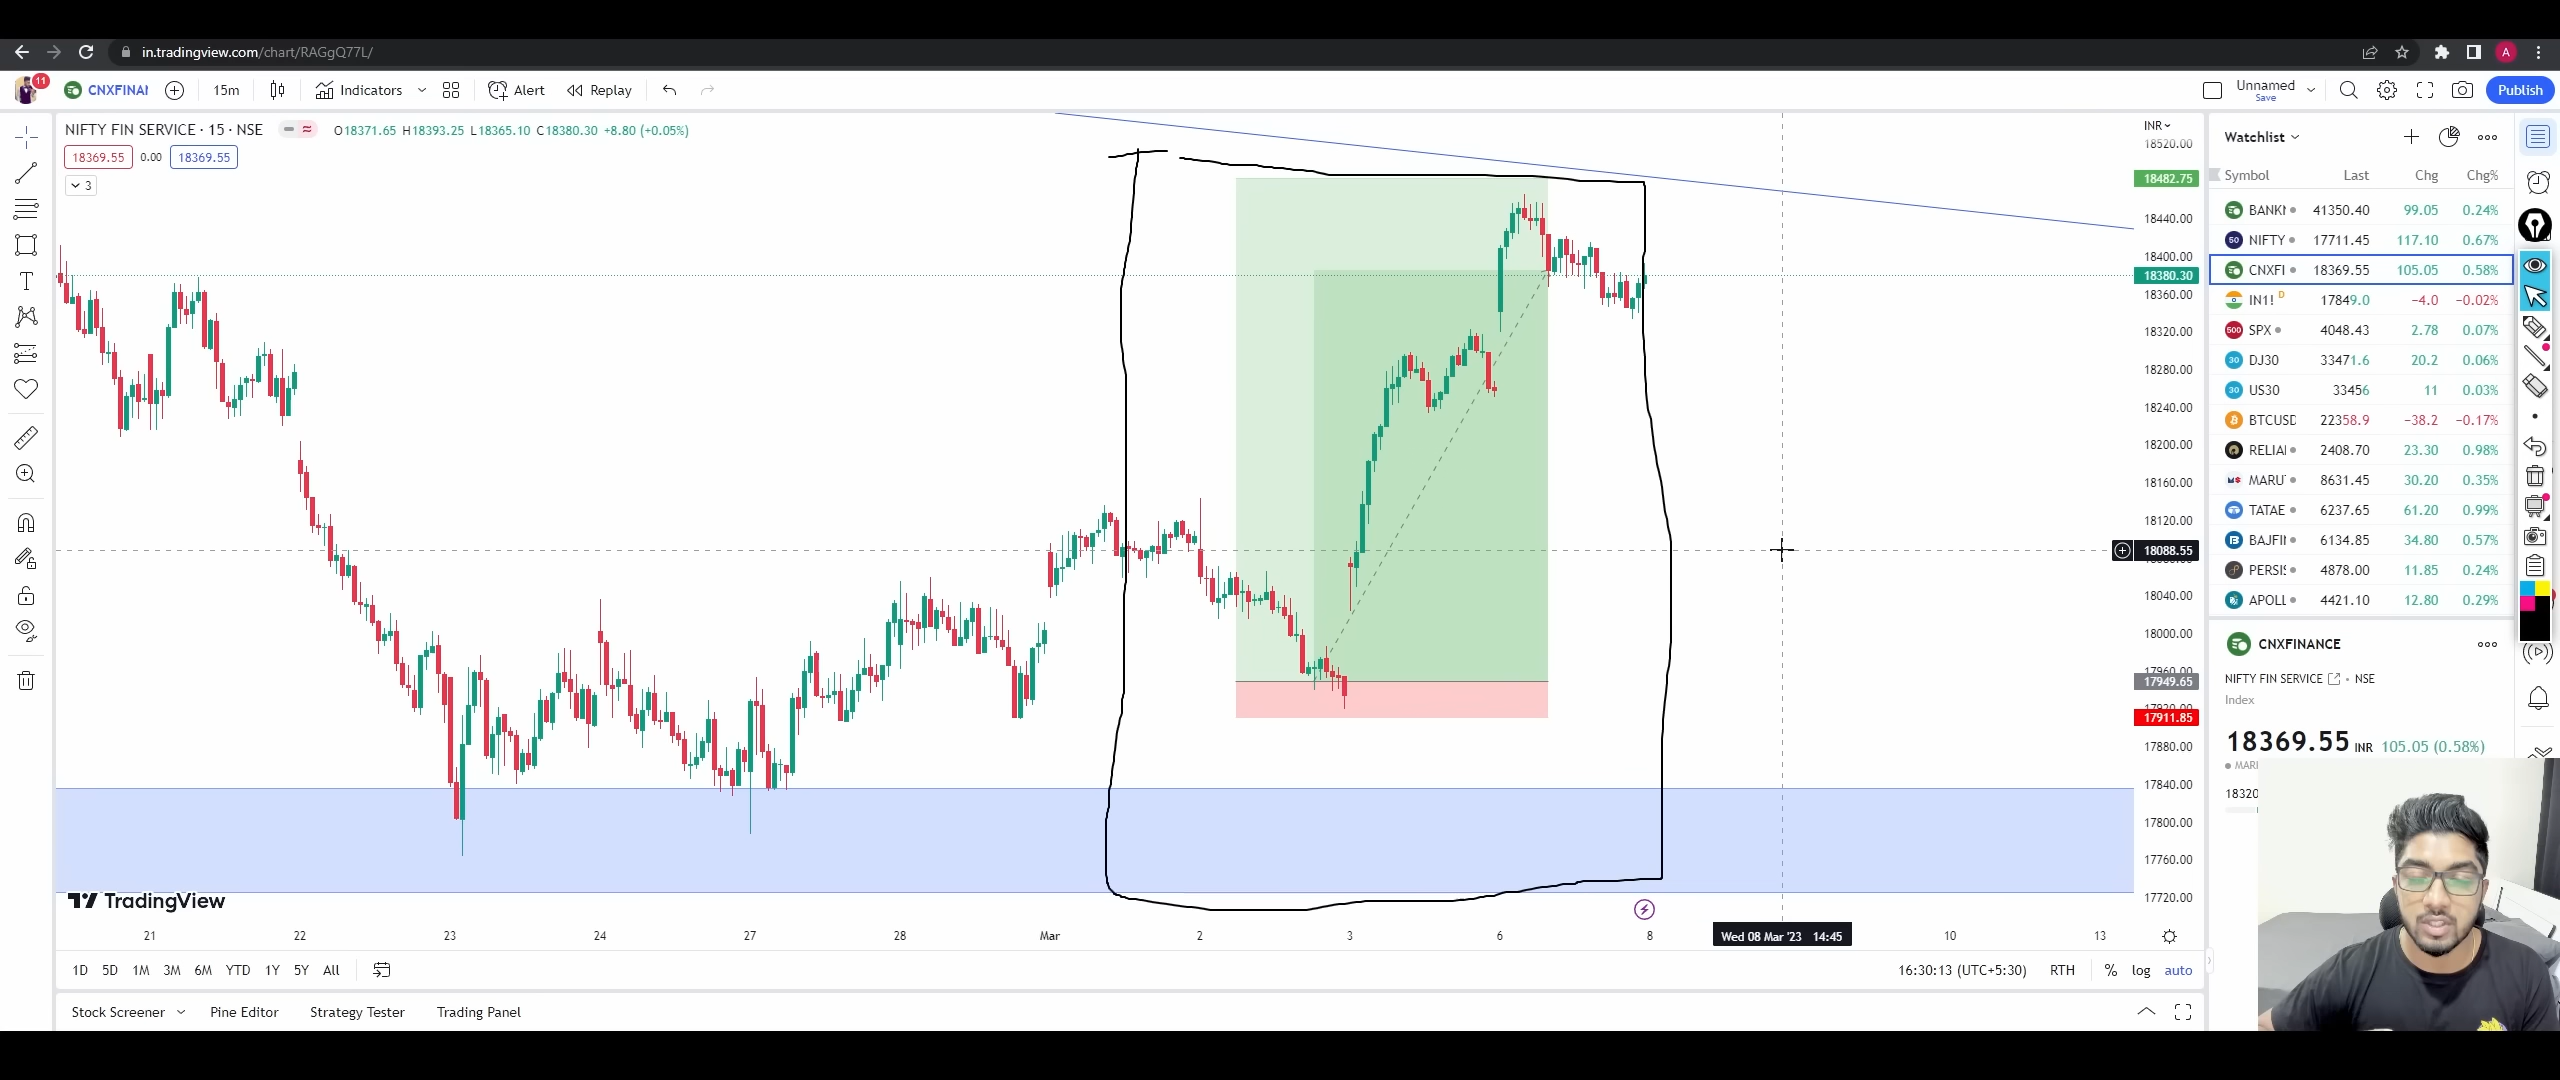 in.tradingview.com/chart/RAGgQ77L/
A
11
CNXFINAI
15m
Indicators
Alert
Replay
Unnamed
Save
Publish
NIFTY FIN SERVICE · 15 · NSE
O18371.65 H18393.25 L18365.10 C18380.30 +8.80 (+0.05%)
18369.55 0.00 18369.55
3
INR
18520.00
18482.75
18440.00
18400.00
18380.30
18360.00
18320.00
18280.00
18240.00
18200.00
18160.00
18120.00
18088.55
18040.00
18000.00
17960.00
17949.65
17911.85
17880.00
17840.00
17800.00
17760.00
17720.00
TradingView
21 22 23 24 27 28 Mar 2 3 6 8 Wed 08 Mar '23 14:45 10 13
1D 5D 1M 3M 6M YTD 1Y 5Y All
16:30:13 (UTC+5:30) RTH % log auto
Stock Screener Pine Editor Strategy Tester Trading Panel
Watchlist
Symbol Last Chg Chg%
BANKI 41350.40 99.05 0.24%
50 NIFTY 17711.45 117.10 0.67%
CNXFI 18369.55 105.05 0.58%
IN1! D 17849.0 −4.0 −0.02%
500 SPX 4048.43 2.78 0.07%
30 DJ30 33471.6 20.2 0.06%
30 US30 33456 11 0.03%
BTCUSD 22358.9 −38.2 −0.17%
RELIAI 2408.70 23.30 0.98%
MARU 8631.45 30.20 0.35%
TATAE 6237.65 61.20 0.99%
BAJFII 6134.85 34.80 0.57%
PERSIS 4878.00 11.85 0.24%
APOLL 4421.10 12.80 0.29%
CNXFINANCE
NIFTY FIN SERVICE · NSE
Index
18369.55 INR 105.05 (0.58%)
MARI
18320